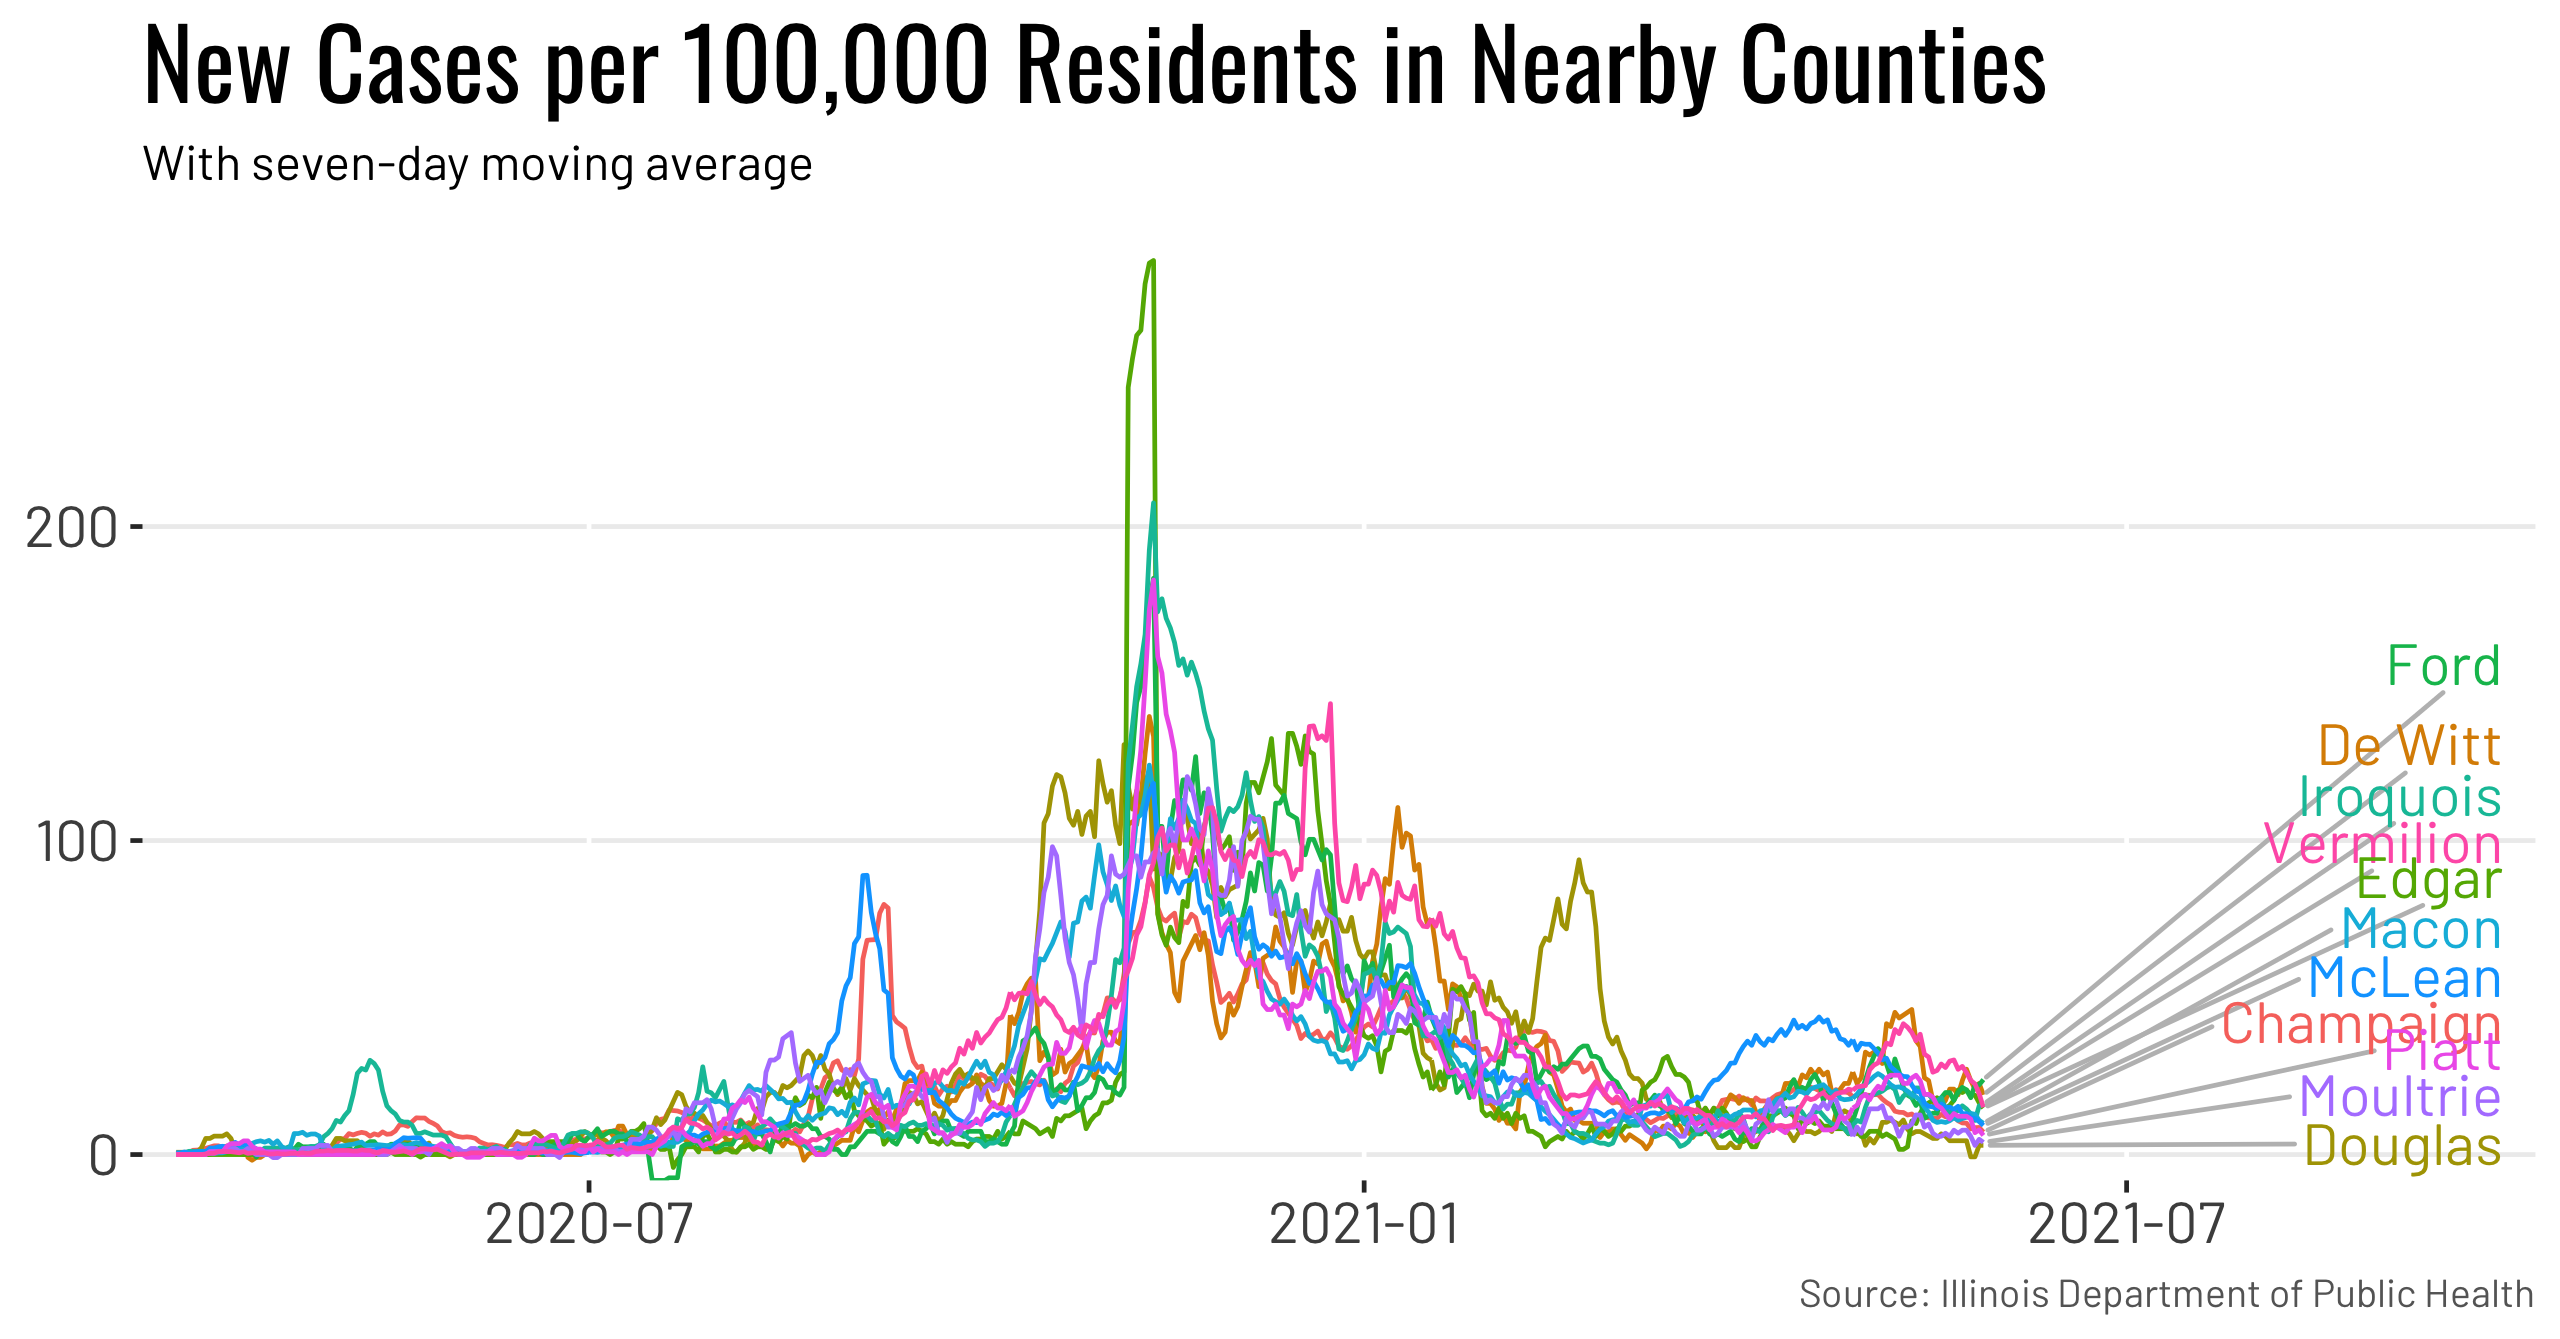 New Cases per 100,000 Residents in Nearby Counties
With seven-day moving average
200
100
0
Ford
De Witt
Iroquois
Vermilion
Edgar
Macon
McLean
Champaign
Piatt
Moultrie
Douglas
2020-07
2021-01
2021-07
Source: Illinois Department of Public Health